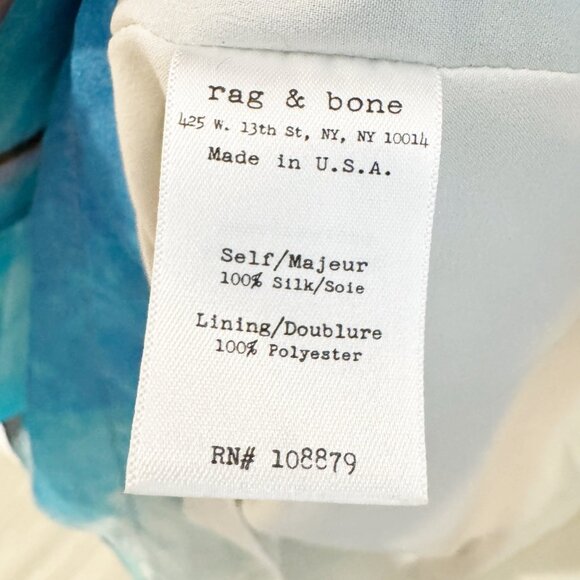 rag & bone
425 W. 13th St, NY, NY 10014
Made in U.S.A.
Self/Majeur
100% Silk/Soie
Lining/Doublure
100% Polyester
RN# 108879